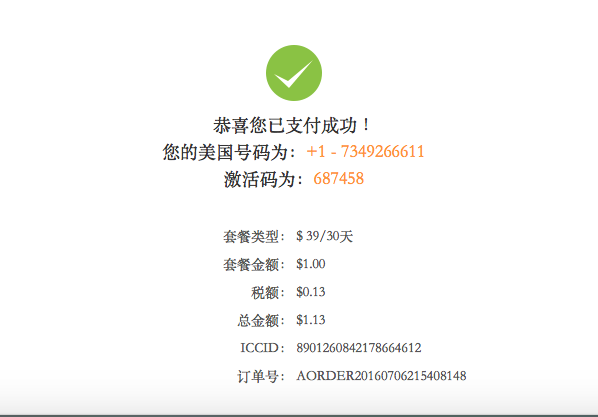 恭喜您已支付成功！
您的美国号码为：+1 - 7349266611
激活码为：687458
套餐类型：$ 39/30天
套餐金额：$1.00
税额：$0.13
总金额：$1.13
ICCID：8901260842178664612
订单号：AORDER20160706215408148